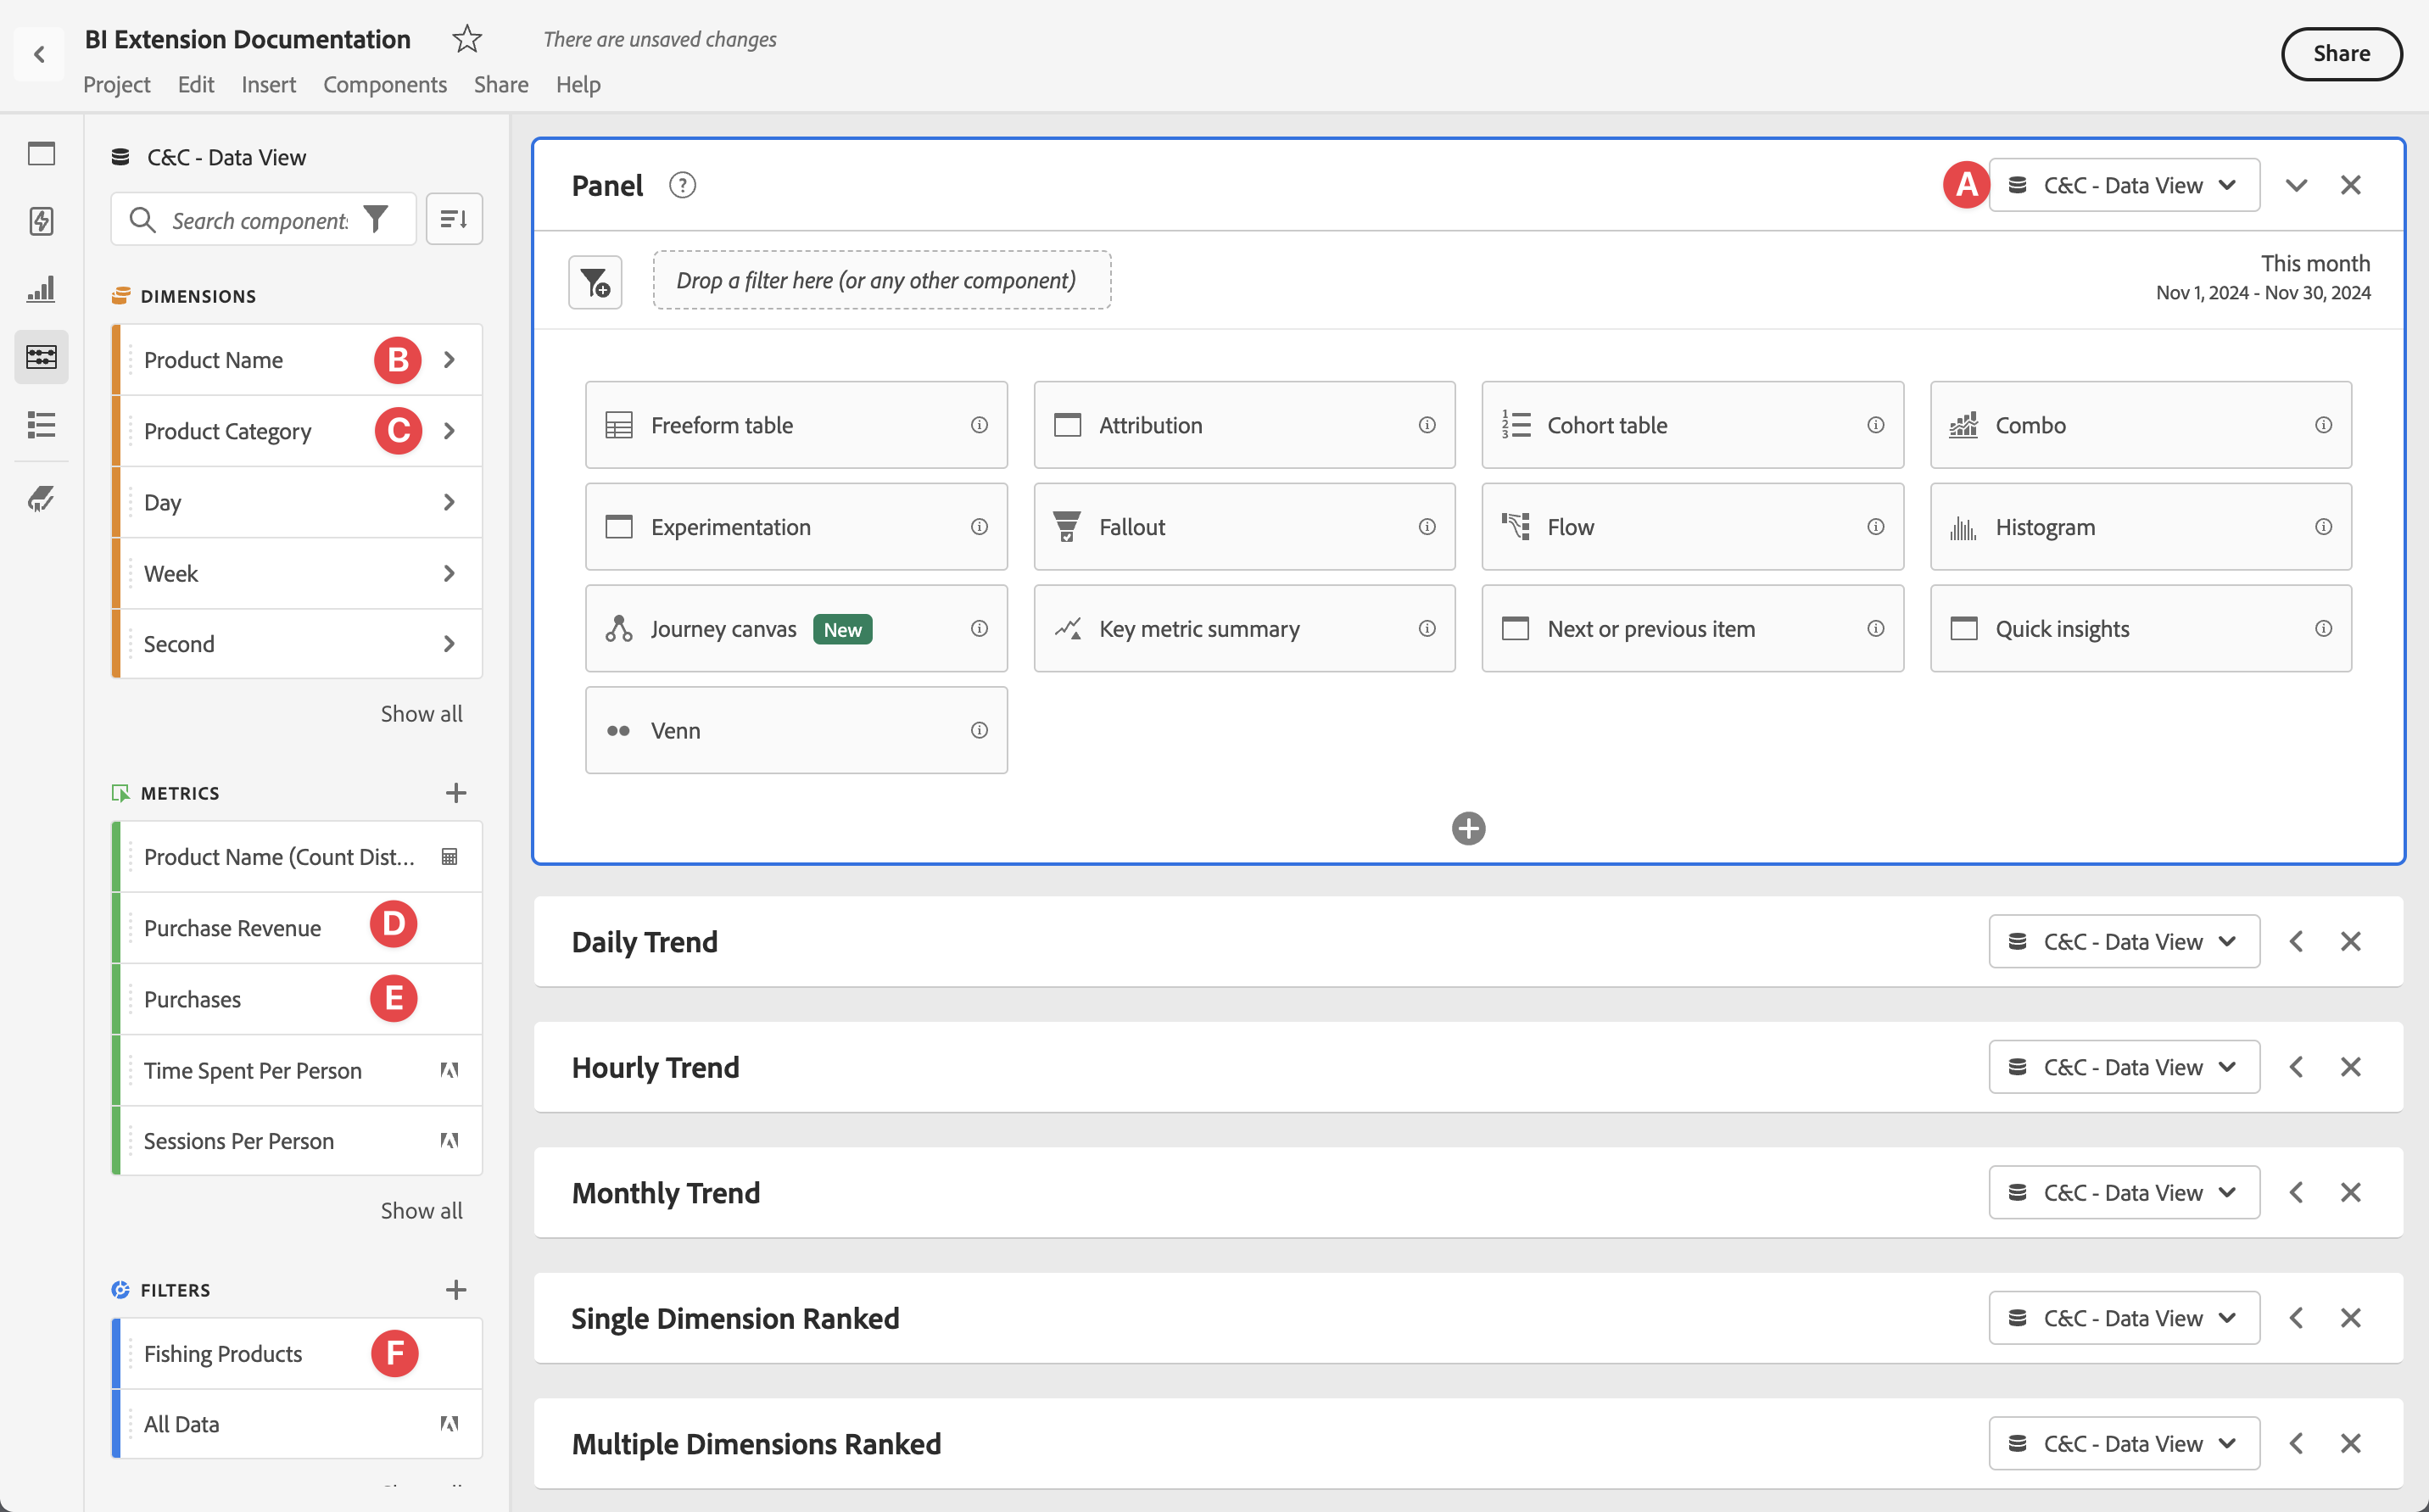 BI Extension Documentation
There are unsaved changes
Share
Project Edit Insert Components Share Help
C&C - Data View
Search component
DIMENSIONS
Product Name B
Product Category C
Day
Week
Second
Show all
METRICS
Product Name (Count Dist...
Purchase Revenue D
Purchases E
Time Spent Per Person
Sessions Per Person
Show all
FILTERS
Fishing Products F
All Data
Panel ?
A C&C - Data View
Drop a filter here (or any other component)
This month
Nov 1, 2024 - Nov 30, 2024
Freeform table
Attribution
Cohort table
Combo
Experimentation
Fallout
Flow
Histogram
Journey canvas New
Key metric summary
Next or previous item
Quick insights
Venn
Daily Trend C&C - Data View
Hourly Trend C&C - Data View
Monthly Trend C&C - Data View
Single Dimension Ranked C&C - Data View
Multiple Dimensions Ranked C&C - Data View